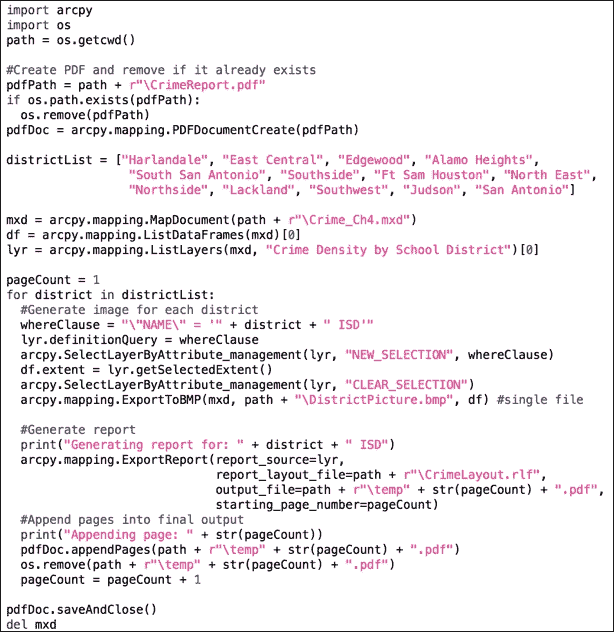 import arcpy
import os
path = os.getcwd()

#Create PDF and remove if it already exists
pdfPath = path + r"\CrimeReport.pdf"
if os.path.exists(pdfPath):
  os.remove(pdfPath)
pdfDoc = arcpy.mapping.PDFDocumentCreate(pdfPath)

districtList = ["Harlandale", "East Central", "Edgewood", "Alamo Heights",
                "South San Antonio", "Southside", "Ft Sam Houston", "North East",
                "Northside", "Lackland", "Southwest", "Judson", "San Antonio"]

mxd = arcpy.mapping.MapDocument(path + r"\Crime_Ch4.mxd")
df = arcpy.mapping.ListDataFrames(mxd)[0]
lyr = arcpy.mapping.ListLayers(mxd, "Crime Density by School District")[0]

pageCount = 1
for district in districtList:
  #Generate image for each district
  whereClause = "\"NAME\" = '" + district + " ISD'"
  lyr.definitionQuery = whereClause
  arcpy.SelectLayerByAttribute_management(lyr, "NEW_SELECTION", whereClause)
  df.extent = lyr.getSelectedExtent()
  arcpy.SelectLayerByAttribute_management(lyr, "CLEAR_SELECTION")
  arcpy.mapping.ExportToBMP(mxd, path + "\DistrictPicture.bmp", df) #single file

  #Generate report
  print("Generating report for: " + district + " ISD")
  arcpy.mapping.ExportReport(report_source=lyr,
                             report_layout_file=path + r"\CrimeLayout.rlf",
                             output_file=path + r"\temp" + str(pageCount) + ".pdf",
                             starting_page_number=pageCount)
  #Append pages into final output
  print("Appending page: " + str(pageCount))
  pdfDoc.appendPages(path + r"\temp" + str(pageCount) + ".pdf")
  os.remove(path + r"\temp" + str(pageCount) + ".pdf")
  pageCount = pageCount + 1

pdfDoc.saveAndClose()
del mxd